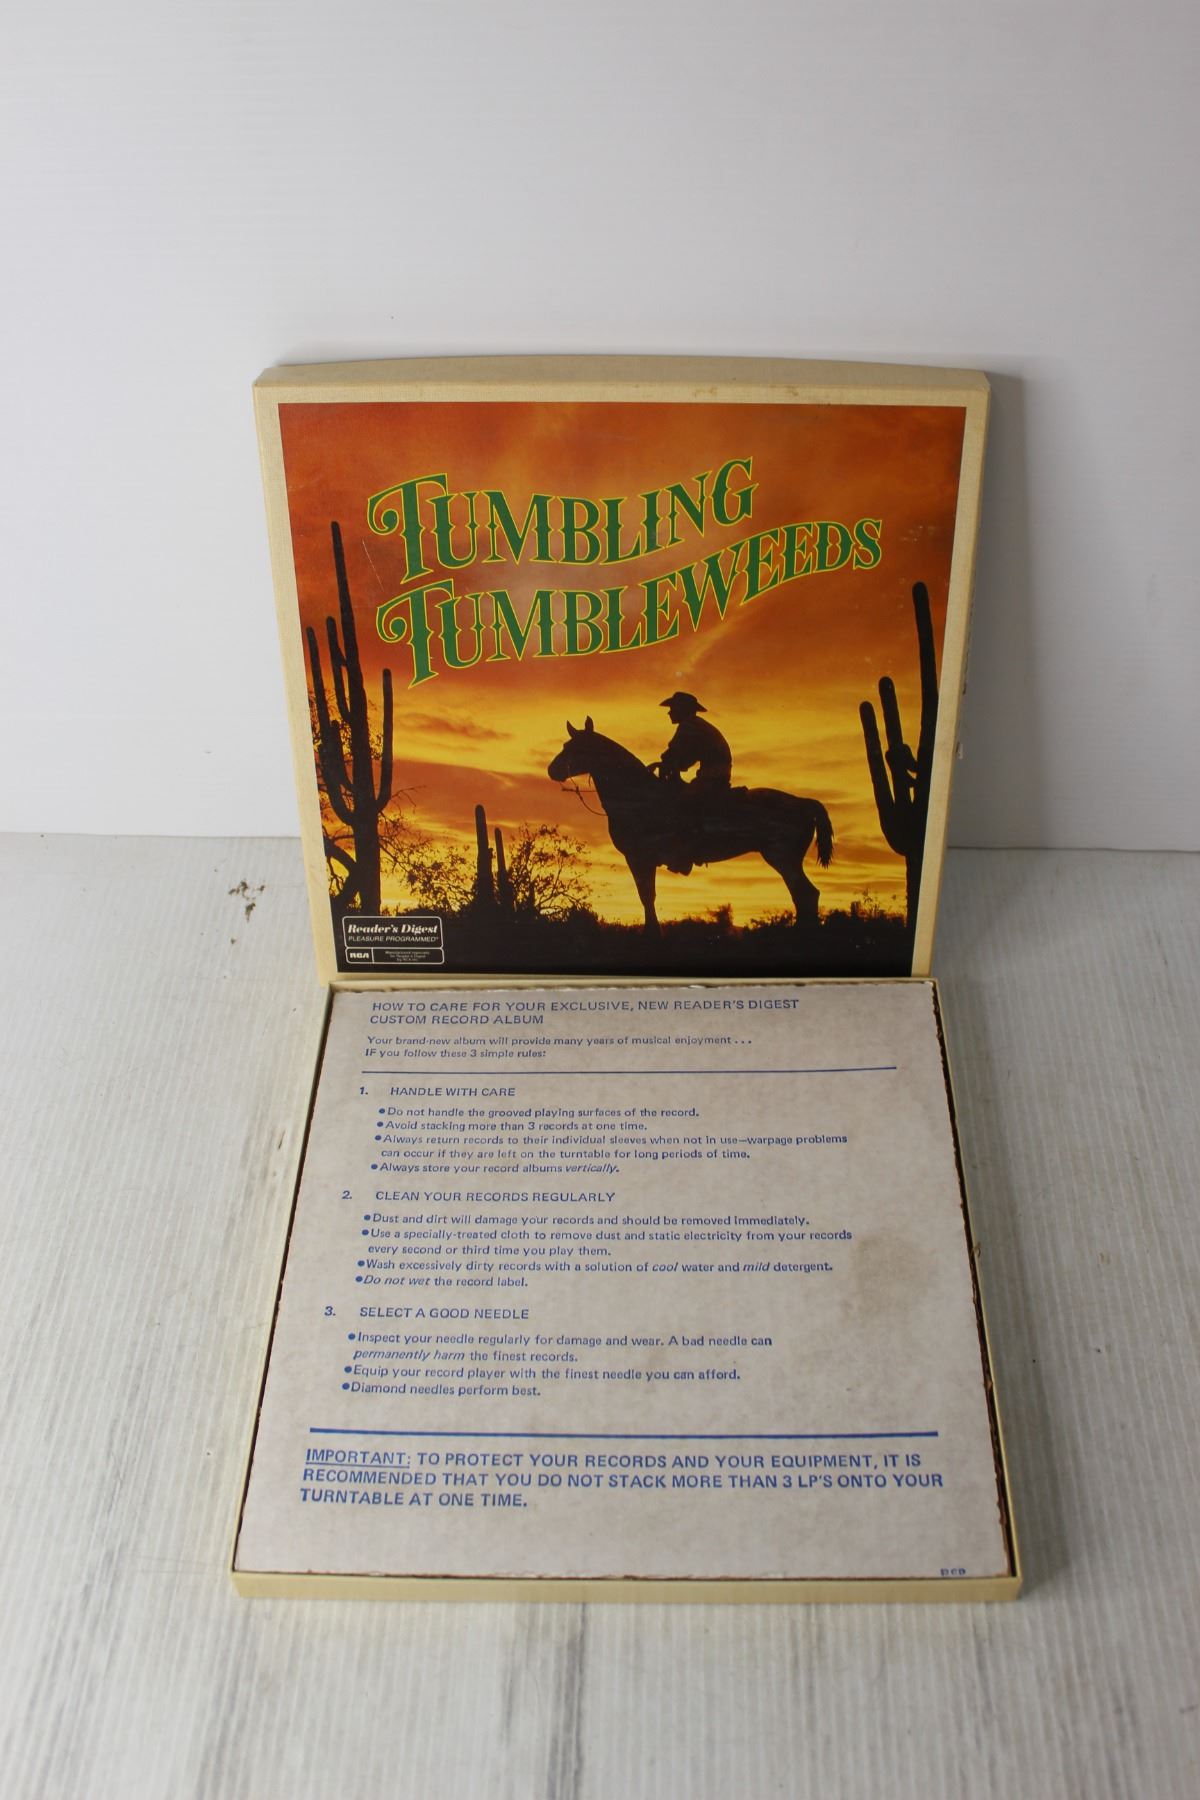 TUMBLING
TUMBLEWEEDS
Reader's Digest
PLEASURE PROGRAMMED®
RCA
HOW TO CARE FOR YOUR EXCLUSIVE, NEW READER'S DIGEST
CUSTOM RECORD ALBUM
Your brand-new album will provide many years of musical enjoyment . . .
IF you follow these 3 simple rules:
1. HANDLE WITH CARE
●Do not handle the grooved playing surfaces of the record.
●Avoid stacking more than 3 records at one time.
●Always return records to their individual sleeves when not in use—warpage problems
can occur if they are left on the turntable for long periods of time.
●Always store your record albums vertically.
2. CLEAN YOUR RECORDS REGULARLY
●Dust and dirt will damage your records and should be removed immediately.
●Use a specially-treated cloth to remove dust and static electricity from your records
every second or third time you play them.
●Wash excessively dirty records with a solution of cool water and mild detergent.
●Do not wet the record label.
3. SELECT A GOOD NEEDLE
●Inspect your needle regularly for damage and wear. A bad needle can
permanently harm the finest records.
●Equip your record player with the finest needle you can afford.
●Diamond needles perform best.
IMPORTANT: TO PROTECT YOUR RECORDS AND YOUR EQUIPMENT, IT IS
RECOMMENDED THAT YOU DO NOT STACK MORE THAN 3 LP'S ONTO YOUR
TURNTABLE AT ONE TIME.